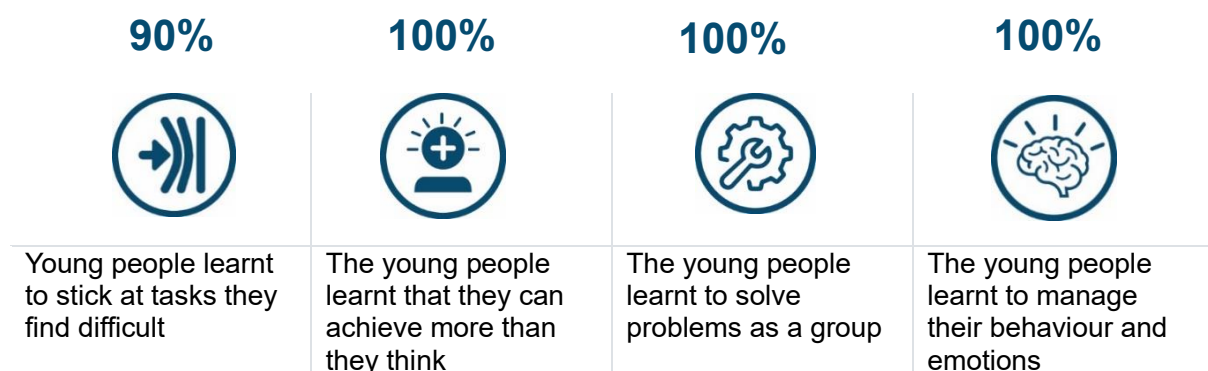 90%
100%
100%
100%
Young people learnt
to stick at tasks they
find difficult
The young people
learnt that they can
achieve more than
they think
The young people
learnt to solve
problems as a group
The young people
learnt to manage
their behaviour and
emotions